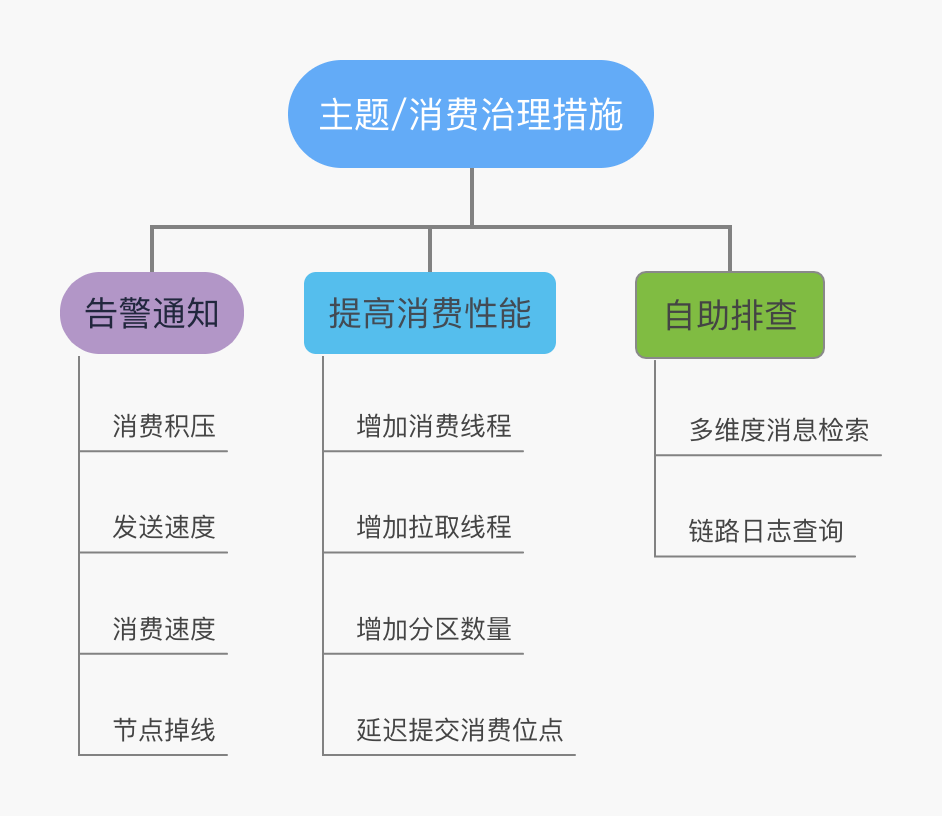 主题/消费治理措施
告警通知
消费积压
发送速度
消费速度
节点掉线
提高消费性能
增加消费线程
增加拉取线程
增加分区数量
延迟提交消费位点
自助排查
多维度消息检索
链路日志查询